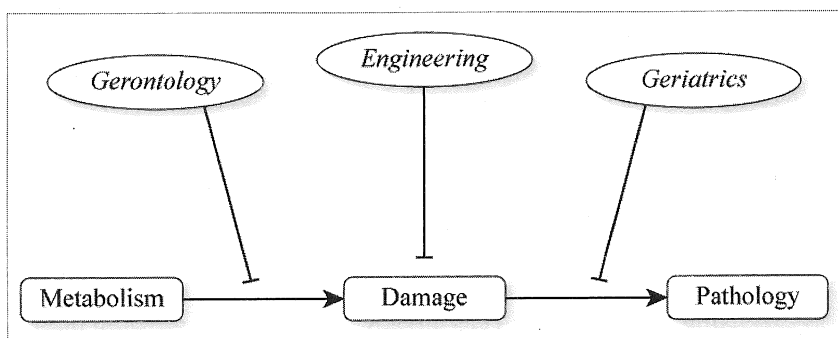 Gerontology
Engineering
Geriatrics
Metabolism
Damage
Pathology